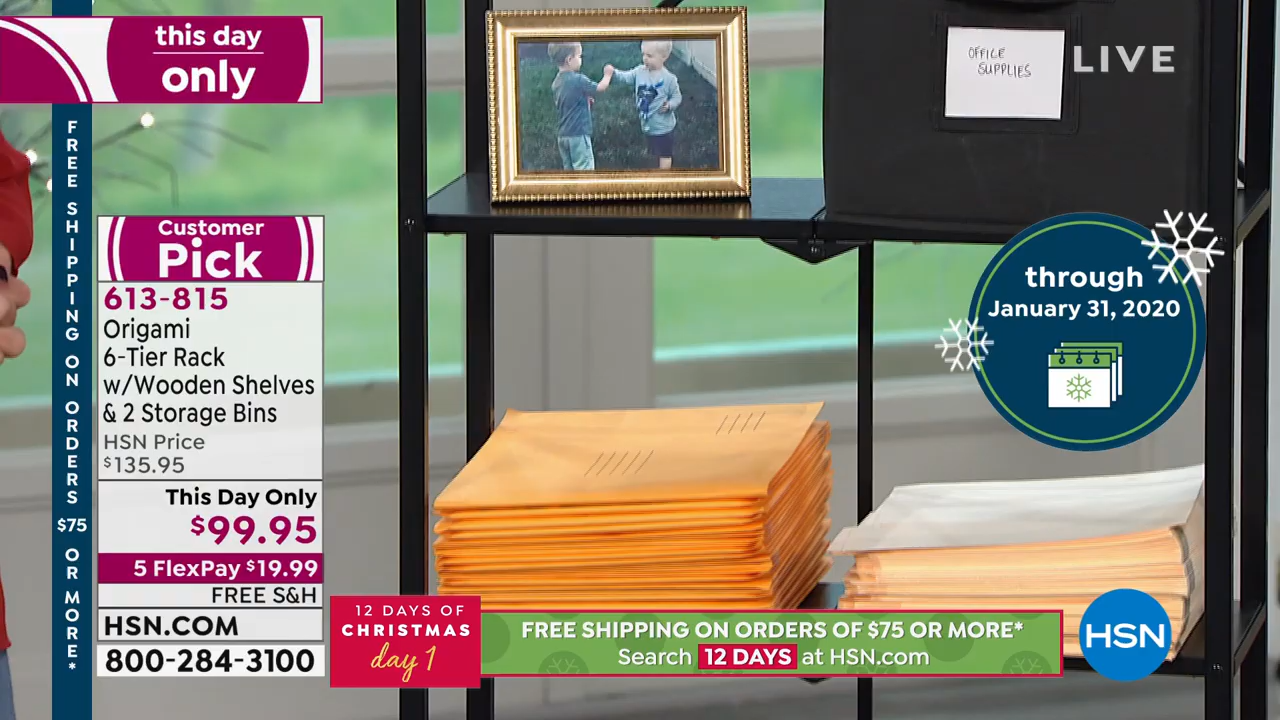 this day
only
FREE SHIPPING ON ORDERS $75 OR MORE*
Customer
Pick
613-815
Origami
6-Tier Rack
w/Wooden Shelves
& 2 Storage Bins
HSN Price
$135.95
This Day Only
$99.95
5 FlexPay $19.99
FREE S&H
HSN.COM
800-284-3100
OFFICE
SUPPLIES
LIVE
through
January 31, 2020
12 DAYS OF
CHRISTMAS
day 1
FREE SHIPPING ON ORDERS OF $75 OR MORE*
Search 12 DAYS at HSN.com
HSN